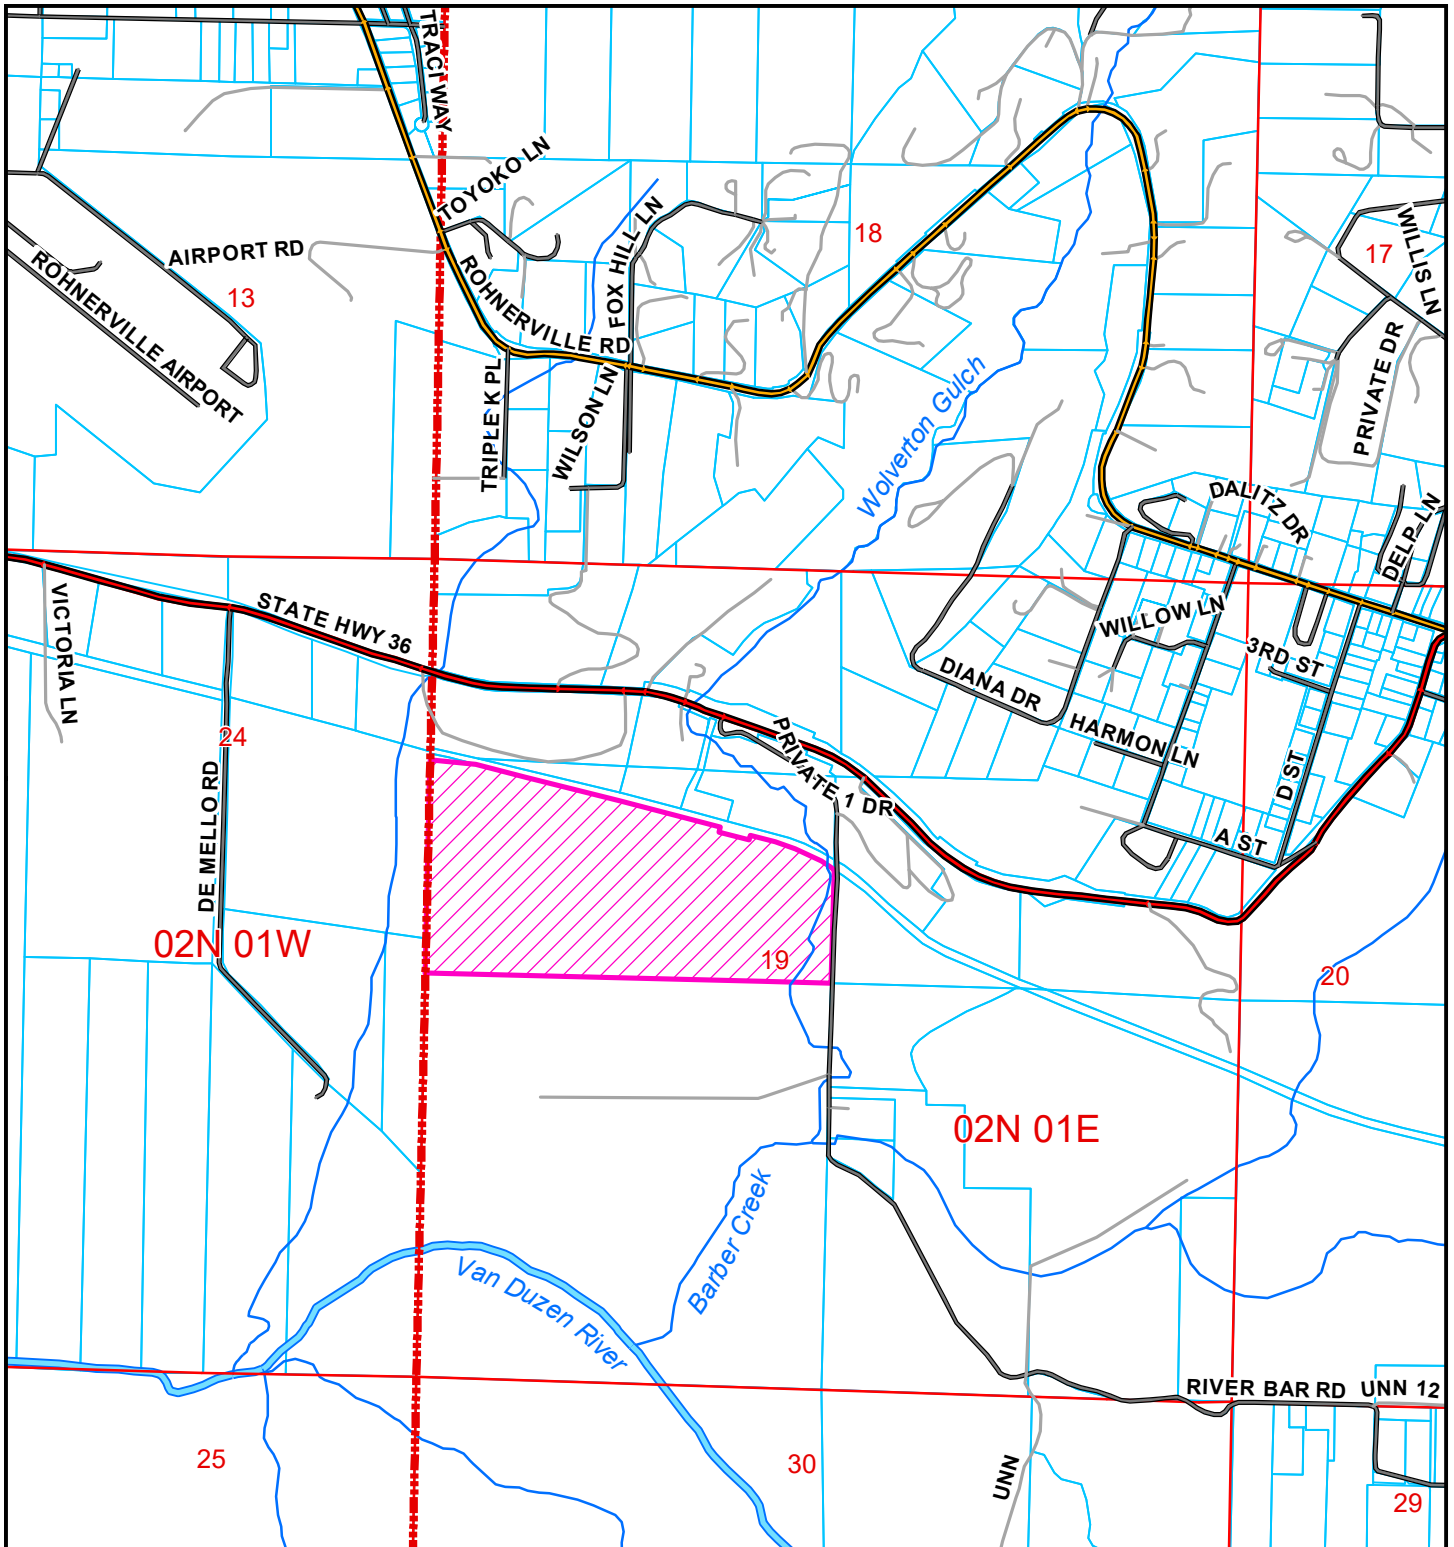 TRACI WAY
TOYOKO LN
FOX HILL LN
18
17
WILLIS LN
AIRPORT RD
13
ROHNERVILLE AIRPORT
ROHNERVILLE RD
PRIVATE DR
TRIPLE K PL
WILSON LN
Wolverton Gulch
DALITZ DR
DELP LN
VICTORIA LN
STATE HWY 36
WILLOW LN
3RD ST
DIANA DR
HARMON LN
24
PRIVATE 1 DR
D ST
DE MELLO RD
A ST
02N 01W
19
20
02N 01E
Barber Creek
Van Duzen River
RIVER BAR RD
UNN 12
25
30
UNN
29